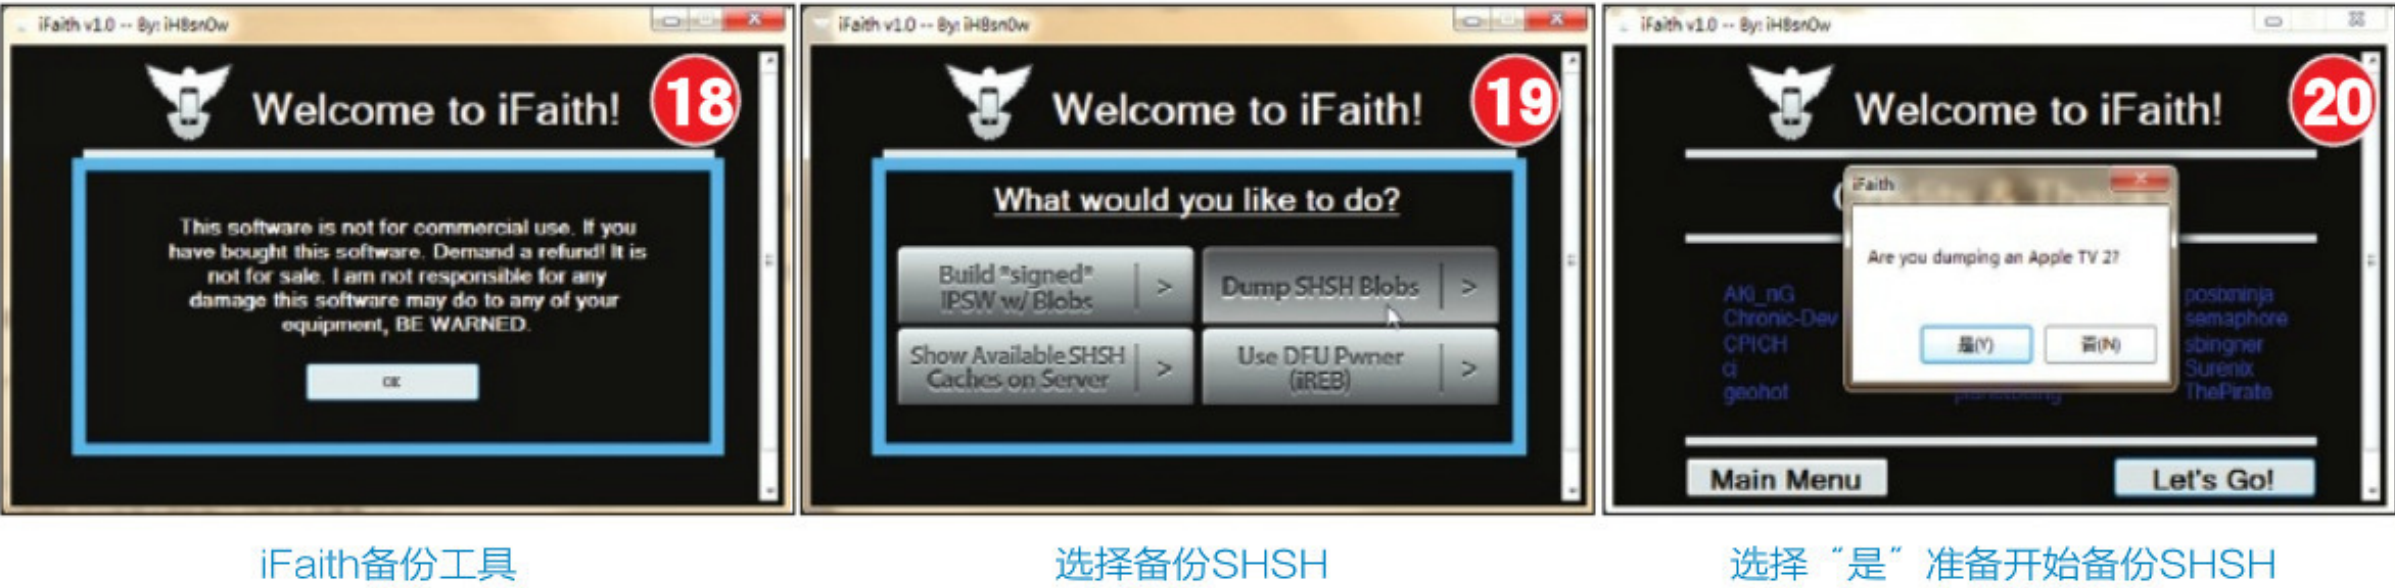 iFaith v1.0 -- By: iH8sn0w
18
Welcome to iFaith!
This software is not for commercial use. If you
have bought this software. Demand a refund! It is
not for sale. I am not responsible for any
damage this software may do to any of your
equipment, BE WARNED.
OK
iFaith备份工具
iFaith v1.0 -- By: iH8sn0w
19
Welcome to iFaith!
What would you like to do?
Build *signed*
IPSW w/ Blobs
>
Dump SHSH Blobs
>
Show Available SHSH
Caches on Server
>
Use DFU Pwner
(iREB)
>
选择备份SHSH
iFaith v1.0 -- By: iH8sn0w
20
Welcome to iFaith!
iFaith
Are you dumping an Apple TV 2?
是(Y)
否(N)
AKi_nG
Chronic-Dev
CPICH
cj
geohot
posixninja
semaphore
sbingner
Surenix
ThePirate
Main Menu
Let's Go!
选择“是”准备开始备份SHSH